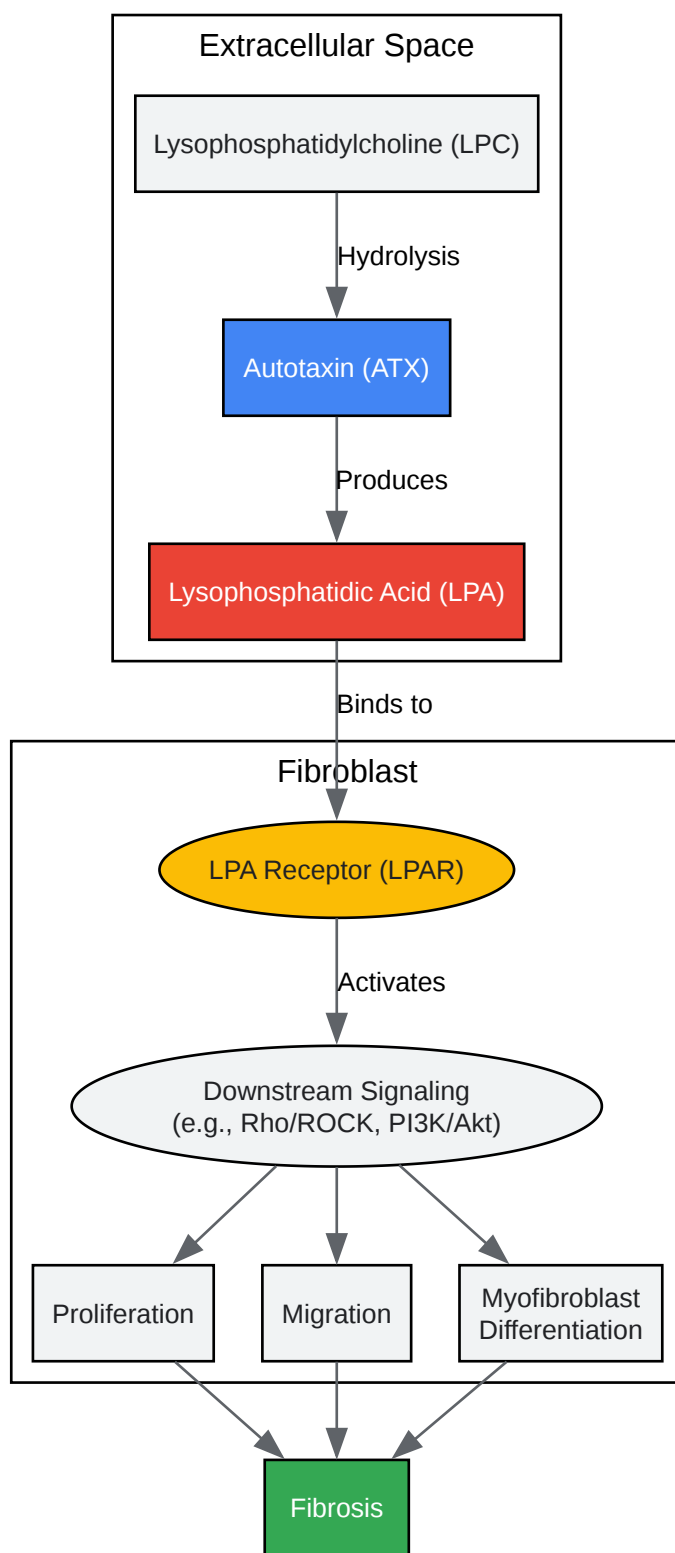 Extracellular Space
Lysophosphatidylcholine (LPC)
Hydrolysis
Autotaxin (ATX)
Produces
Lysophosphatidic Acid (LPA)
Binds to
Fibroblast
LPA Receptor (LPAR)
Activates
Downstream Signaling
(e.g., Rho/ROCK, PI3K/Akt)
Proliferation
Migration
Myofibroblast
Differentiation
Fibrosis